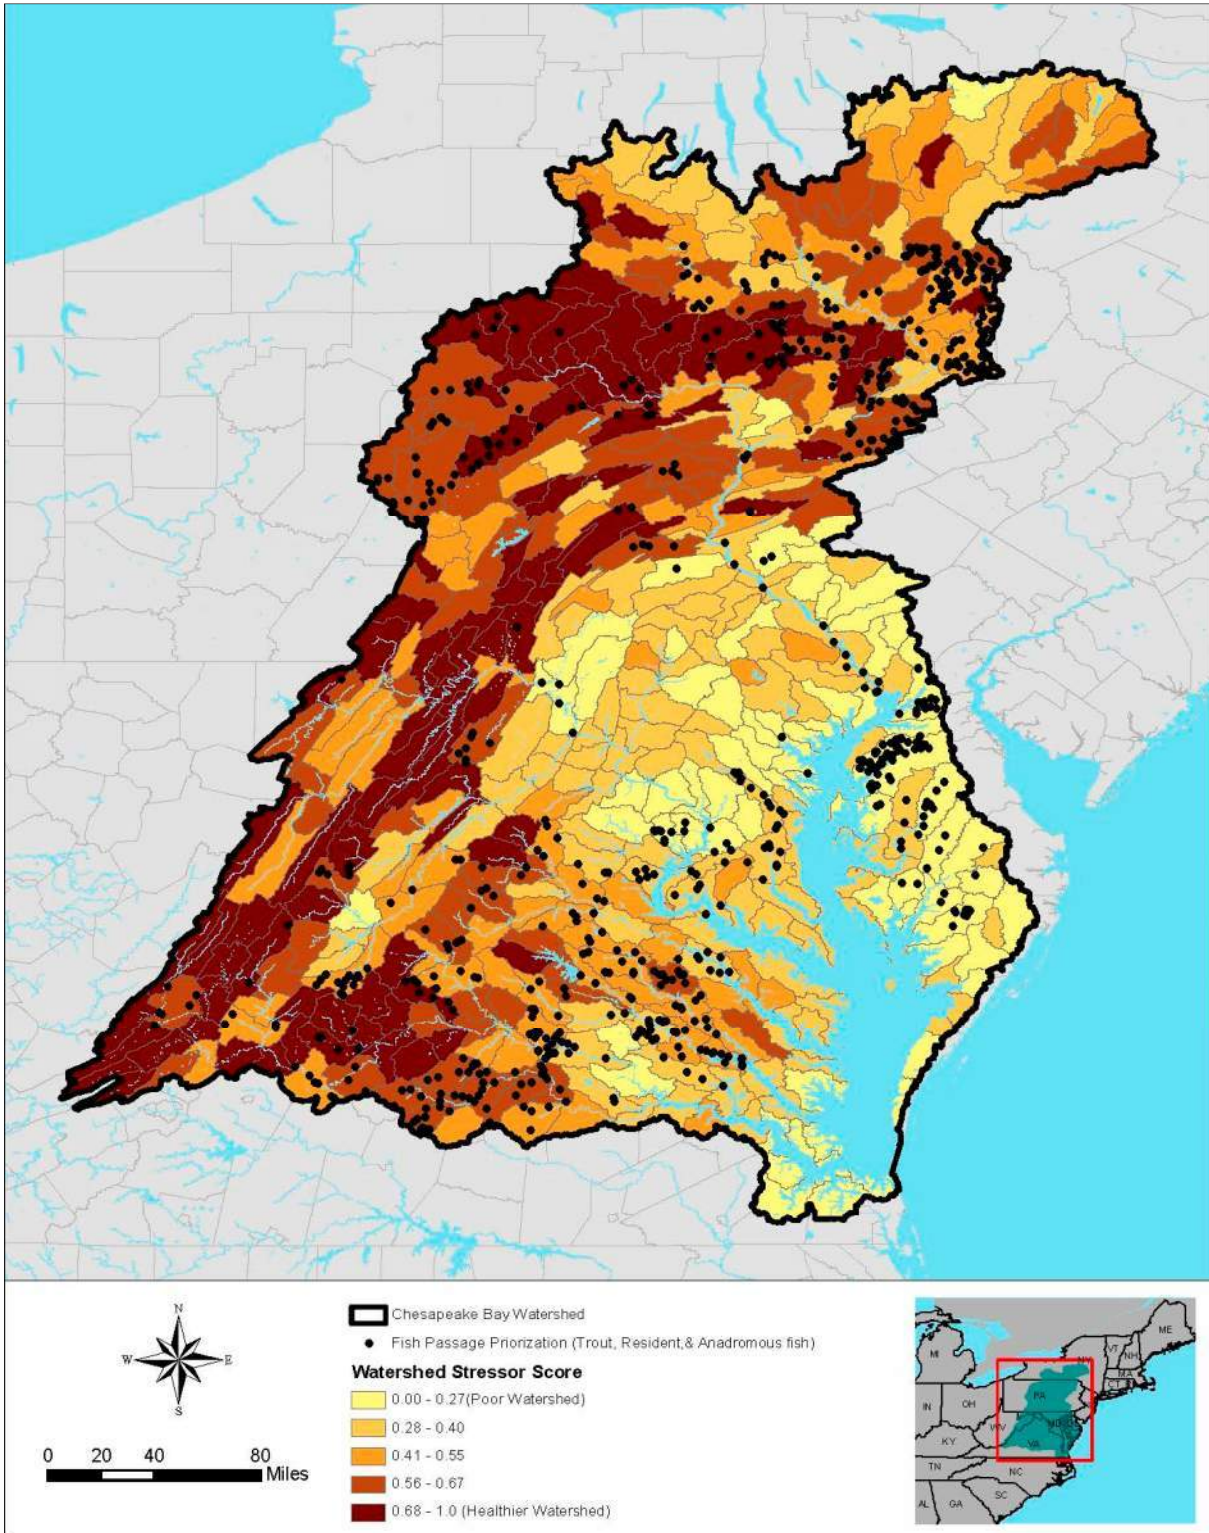 N
W
E
S
0 20 40 80
Miles
Chesapeake Bay Watershed
Fish Passage Priorization (Trout, Resident,& Anadromous fish)
Watershed Stressor Score
0.00 - 0.27(Poor Watershed)
0.28 - 0.40
0.41 - 0.55
0.56 - 0.67
0.68 - 1.0 (Healthier Watershed)
ME
MI
VT
NH
NY
MA
CT
PA
IN
OH
WV
KY
VA
TN
NC
SC
AL
GA